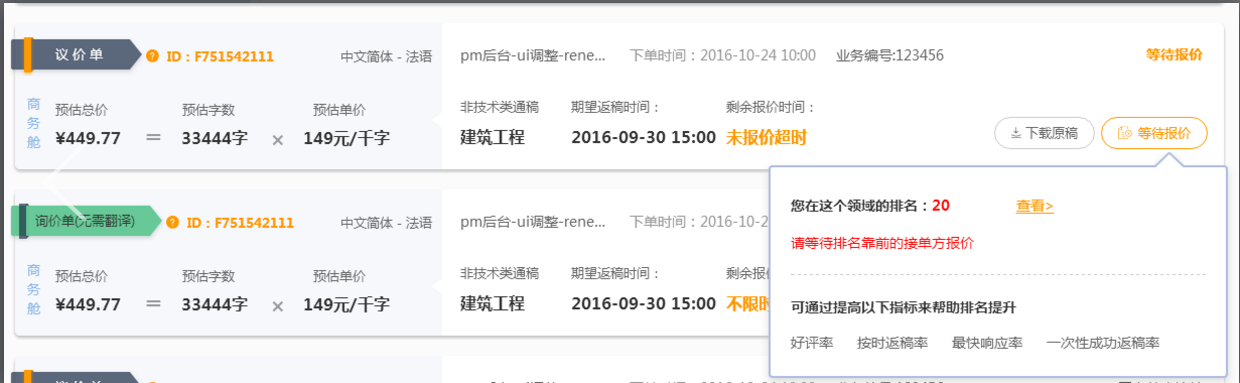 议价单 ID：F751542111 中文简体 - 法语 pm后台-ui调整-rene... 下单时间：2016-10-24 10:00 业务编号:123456 等待报价
商务舱 预估总价 预估字数 预估单价 非技术类通稿 期望返稿时间： 剩余报价时间：
¥449.77 = 33444字 × 149元/千字 建筑工程 2016-09-30 15:00 未报价超时 下载原稿 等待报价
您在这个领域的排名：20 查看>
请等待排名靠前的接单方报价
可通过提高以下指标来帮助排名提升
好评率 按时返稿率 最快响应率 一次性成功返稿率
询价单(无需翻译) ID：F751542111 中文简体 - 法语 pm后台-ui调整-rene... 下单时间：2016-10-2
商务舱 预估总价 预估字数 预估单价 非技术类通稿 期望返稿时间： 剩余报
¥449.77 = 33444字 × 149元/千字 建筑工程 2016-09-30 15:00 不限时
议价单